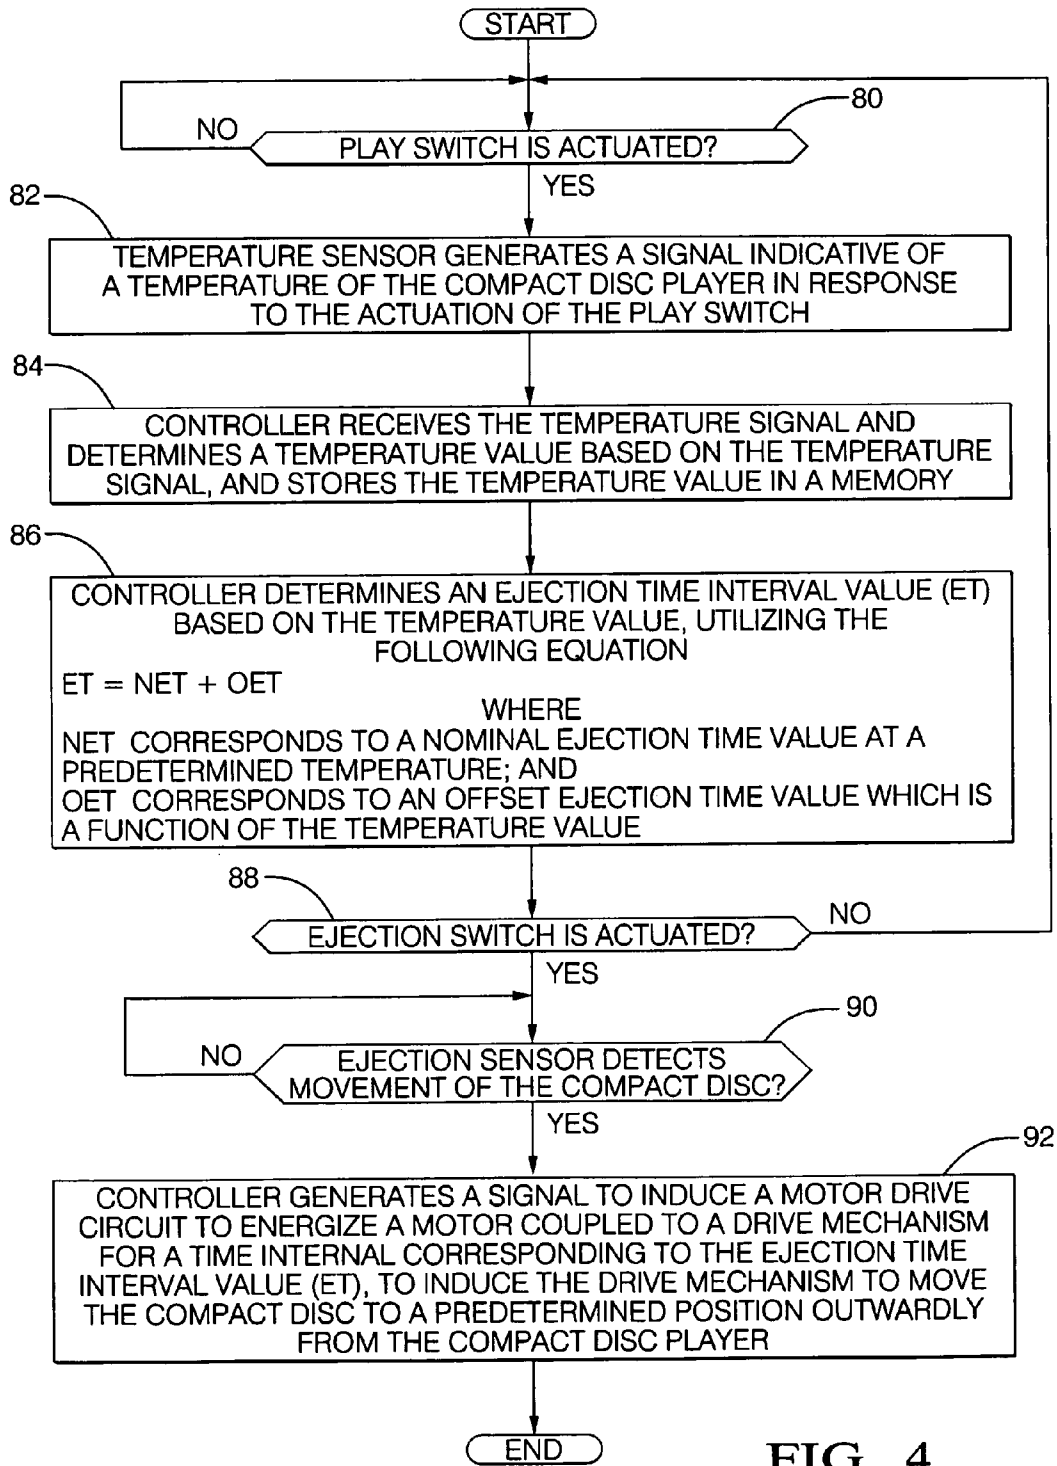 START
80
NO
PLAY SWITCH IS ACTUATED?
YES
82
TEMPERATURE SENSOR GENERATES A SIGNAL INDICATIVE OF
A TEMPERATURE OF THE COMPACT DISC PLAYER IN RESPONSE
TO THE ACTUATION OF THE PLAY SWITCH
84
CONTROLLER RECEIVES THE TEMPERATURE SIGNAL AND
DETERMINES A TEMPERATURE VALUE BASED ON THE TEMPERATURE
SIGNAL, AND STORES THE TEMPERATURE VALUE IN A MEMORY
86
CONTROLLER DETERMINES AN EJECTION TIME INTERVAL VALUE (ET)
BASED ON THE TEMPERATURE VALUE, UTILIZING THE
FOLLOWING EQUATION
ET = NET + OET
WHERE
NET CORRESPONDS TO A NOMINAL EJECTION TIME VALUE AT A
PREDETERMINED TEMPERATURE; AND
OET CORRESPONDS TO AN OFFSET EJECTION TIME VALUE WHICH IS
A FUNCTION OF THE TEMPERATURE VALUE
88
EJECTION SWITCH IS ACTUATED?
NO
YES
90
NO
EJECTION SENSOR DETECTS
MOVEMENT OF THE COMPACT DISC?
YES
92
CONTROLLER GENERATES A SIGNAL TO INDUCE A MOTOR DRIVE
CIRCUIT TO ENERGIZE A MOTOR COUPLED TO A DRIVE MECHANISM
FOR A TIME INTERNAL CORRESPONDING TO THE EJECTION TIME
INTERVAL VALUE (ET), TO INDUCE THE DRIVE MECHANISM TO MOVE
THE COMPACT DISC TO A PREDETERMINED POSITION OUTWARDLY
FROM THE COMPACT DISC PLAYER
END
FIG. 4